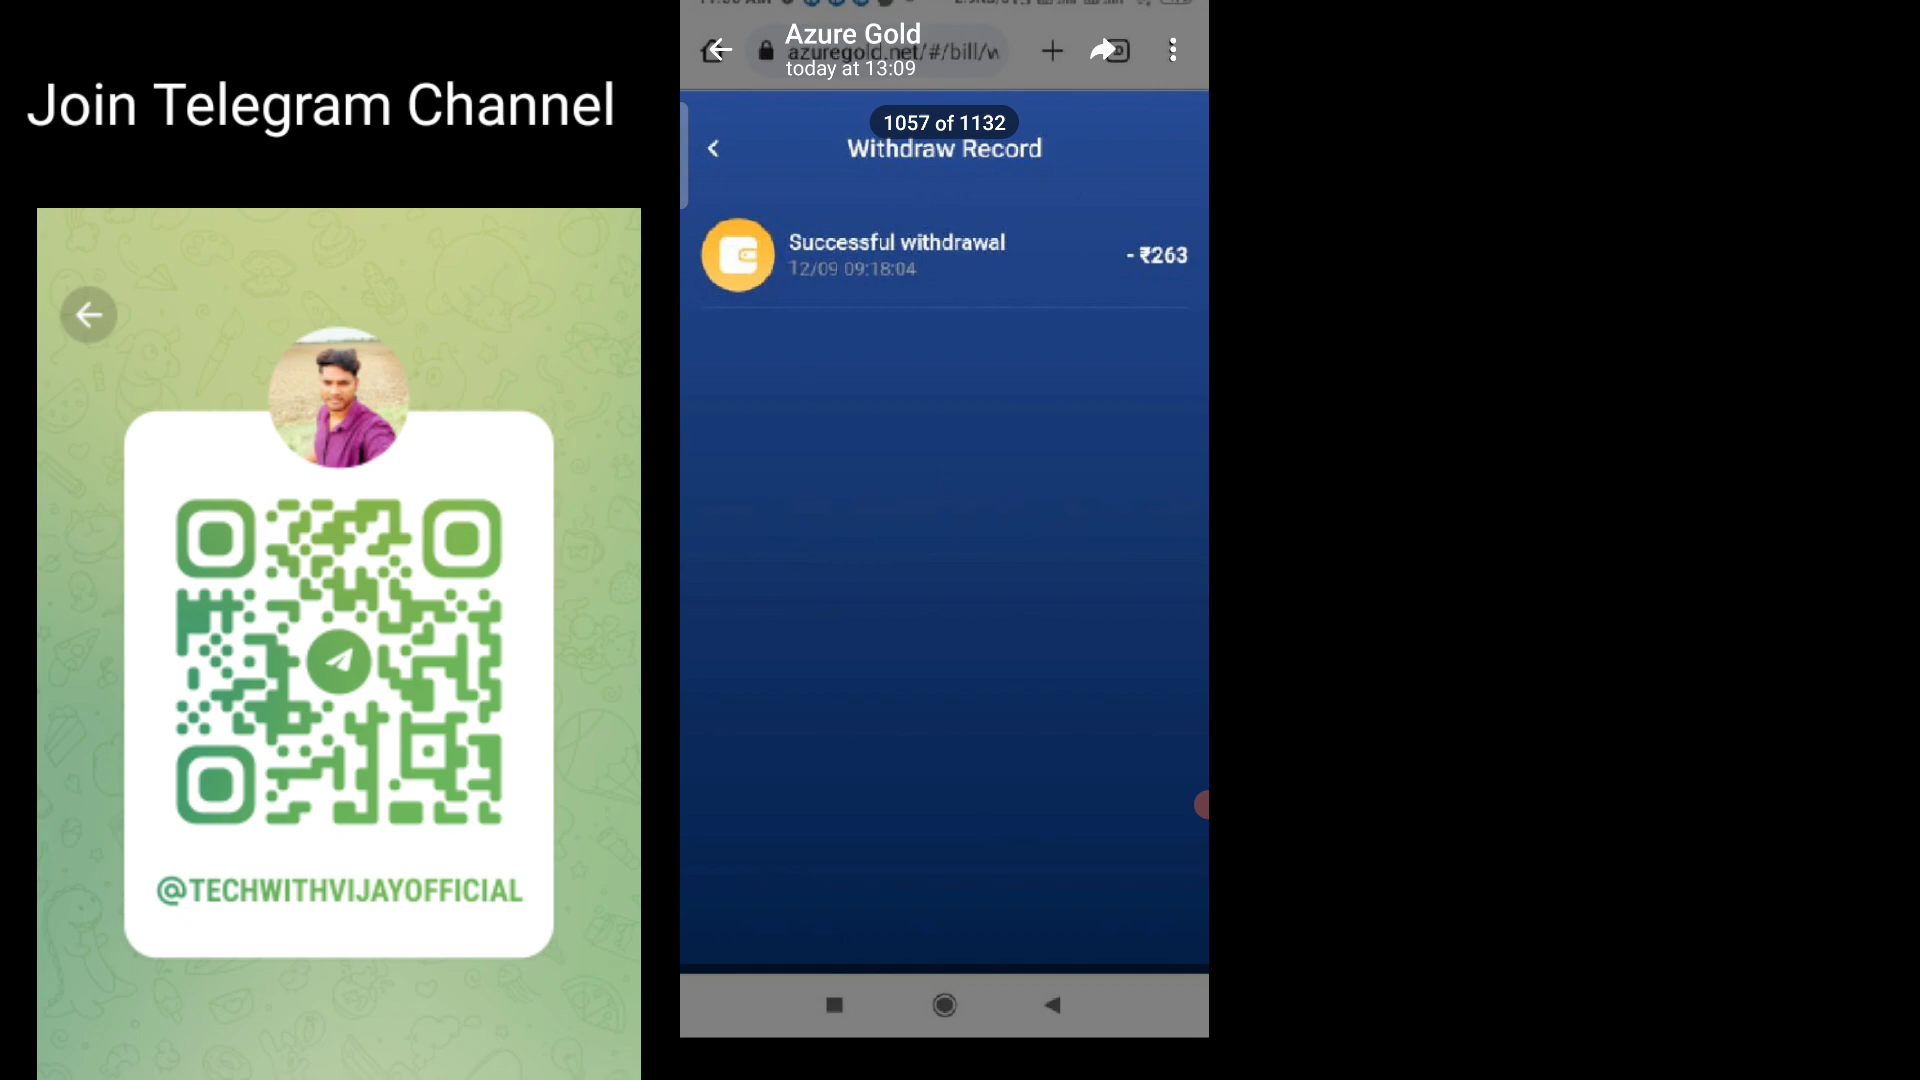 Join Telegram Channel
@TECHWITHVIJAYOFFICIAL
Azure Gold
azuregold.net/#/bill/w
today at 13:09
1057 of 1132
Withdraw Record
Successful withdrawal
- ₹263
12/09 09:18:04